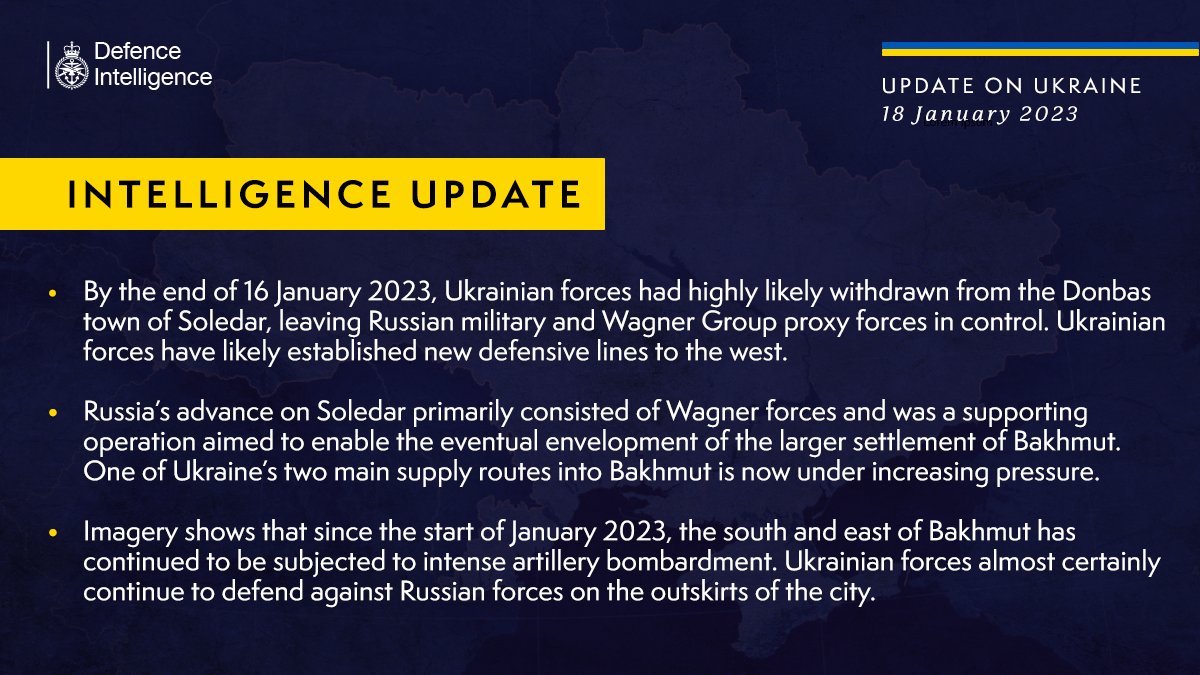 Defence
Intelligence
UPDATE ON UKRAINE
18 January 2023
INTELLIGENCE UPDATE
• By the end of 16 January 2023, Ukrainian forces had highly likely withdrawn from the Donbas
town of Soledar, leaving Russian military and Wagner Group proxy forces in control. Ukrainian
forces have likely established new defensive lines to the west.
• Russia’s advance on Soledar primarily consisted of Wagner forces and was a supporting
operation aimed to enable the eventual envelopment of the larger settlement of Bakhmut.
One of Ukraine’s two main supply routes into Bakhmut is now under increasing pressure.
• Imagery shows that since the start of January 2023, the south and east of Bakhmut has
continued to be subjected to intense artillery bombardment. Ukrainian forces almost certainly
continue to defend against Russian forces on the outskirts of the city.